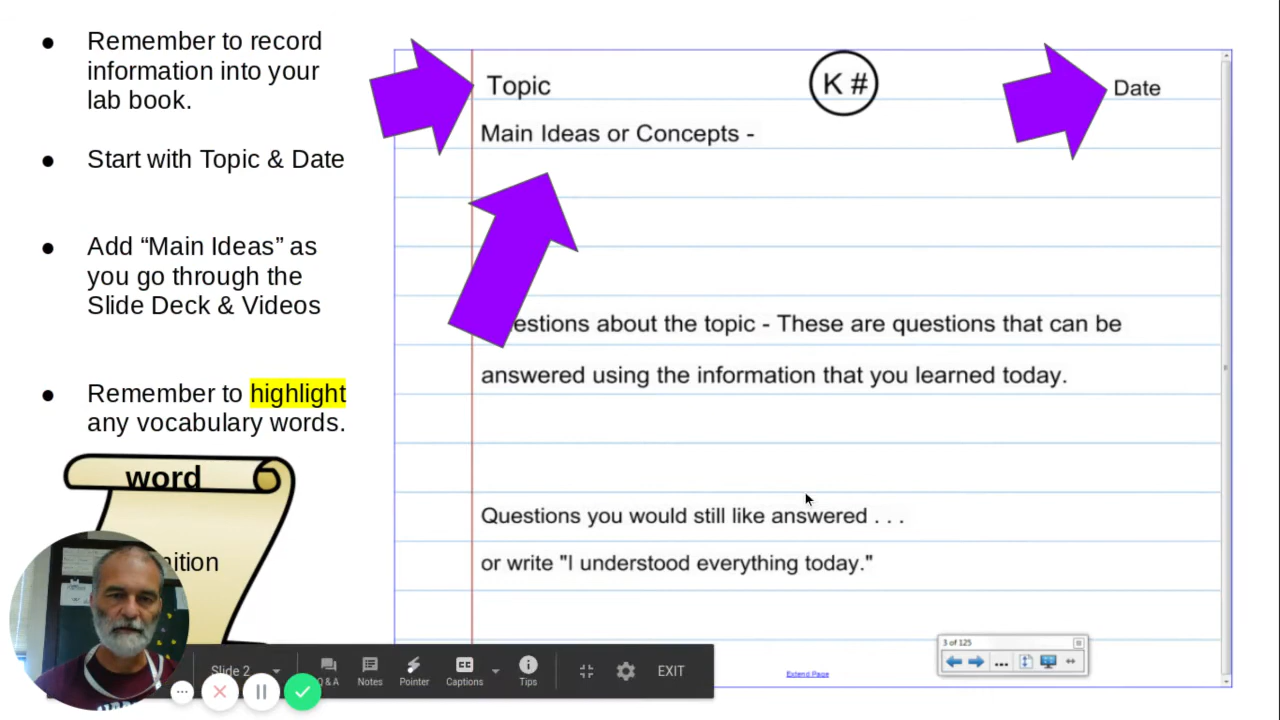 ● Remember to record
information into your
lab book.
● Start with Topic & Date
● Add “Main Ideas” as
you go through the
Slide Deck & Videos
● Remember to highlight
any vocabulary words.
word
Topic
K #
Date
Main Ideas or Concepts -
estions about the topic - These are questions that can be
answered using the information that you learned today.
Questions you would still like answered . . .
or write "I understood everything today."
3 of 125
Extend Page
Slide 2
Q & A
Notes
Pointer
CC
Captions
Tips
EXIT